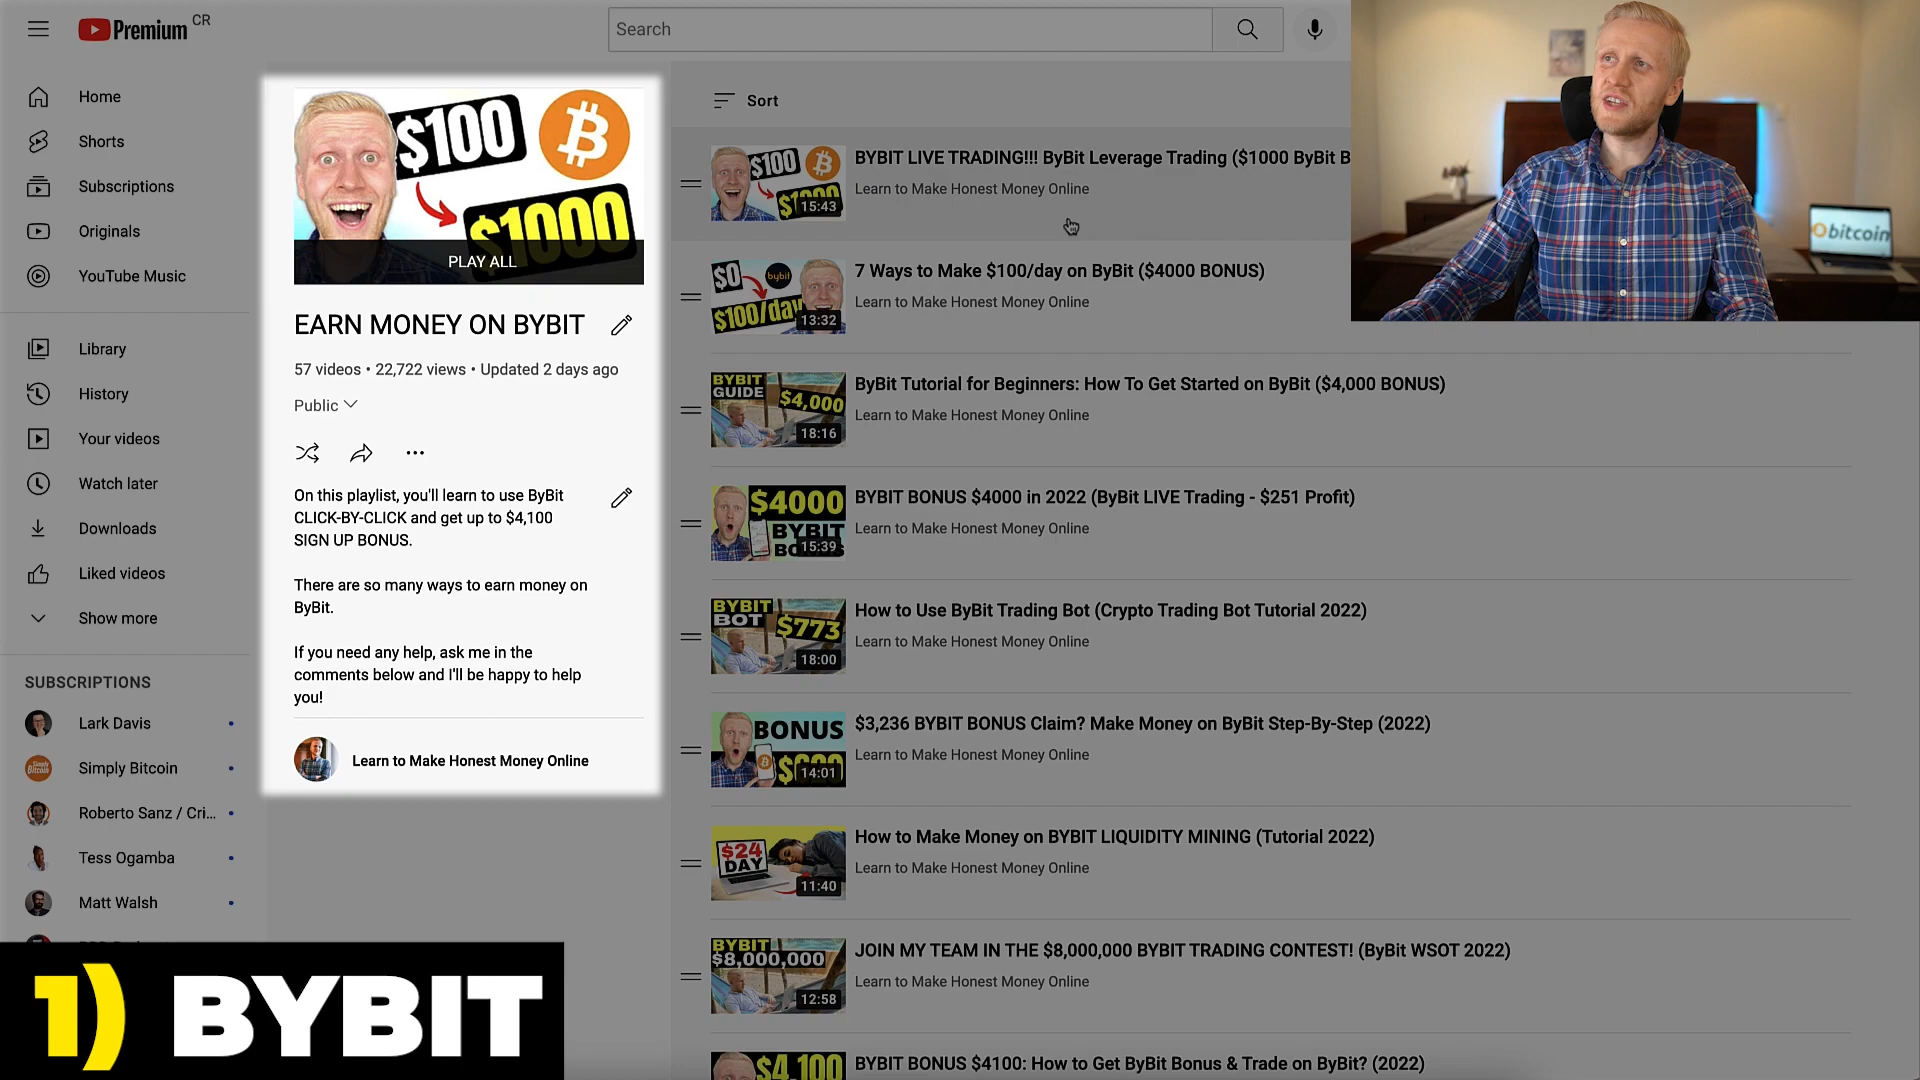 Premium CR
Search
Home
Shorts
Subscriptions
Originals
YouTube Music
Library
History
Your videos
Watch later
Downloads
Liked videos
Show more
SUBSCRIPTIONS
Lark Davis
Simply Bitcoin
Roberto Sanz / Cri...
Tess Ogamba
Matt Walsh
$100
$1000
PLAY ALL
EARN MONEY ON BYBIT
57 videos • 22,722 views • Updated 2 days ago
Public
On this playlist, you'll learn to use ByBit
CLICK-BY-CLICK and get up to $4,100
SIGN UP BONUS.
There are so many ways to earn money on
ByBit.
If you need any help, ask me in the
comments below and I'll be happy to help
you!
Learn to Make Honest Money Online
Sort
$100
15:43
BYBIT LIVE TRADING!!! ByBit Leverage Trading ($1000 ByBit B
Learn to Make Honest Money Online
$0
bybit
$100/day
13:32
7 Ways to Make $100/day on ByBit ($4000 BONUS)
Learn to Make Honest Money Online
BYBIT
GUIDE
$4,000
18:16
ByBit Tutorial for Beginners: How To Get Started on ByBit ($4,000 BONUS)
Learn to Make Honest Money Online
$4000
BYBIT
15:39
BYBIT BONUS $4000 in 2022 (ByBit LIVE Trading - $251 Profit)
Learn to Make Honest Money Online
BYBIT
BOT
$773
18:00
How to Use ByBit Trading Bot (Crypto Trading Bot Tutorial 2022)
Learn to Make Honest Money Online
BONUS
14:01
$3,236 BYBIT BONUS Claim? Make Money on ByBit Step-By-Step (2022)
Learn to Make Honest Money Online
$24
DAY
11:40
How to Make Money on BYBIT LIQUIDITY MINING (Tutorial 2022)
Learn to Make Honest Money Online
BYBIT
$8,000,000
12:58
JOIN MY TEAM IN THE $8,000,000 BYBIT TRADING CONTEST! (ByBit WSOT 2022)
Learn to Make Honest Money Online
$4,100
BYBIT BONUS $4100: How to Get ByBit Bonus & Trade on ByBit? (2022)
bitcoin
1) BYBIT